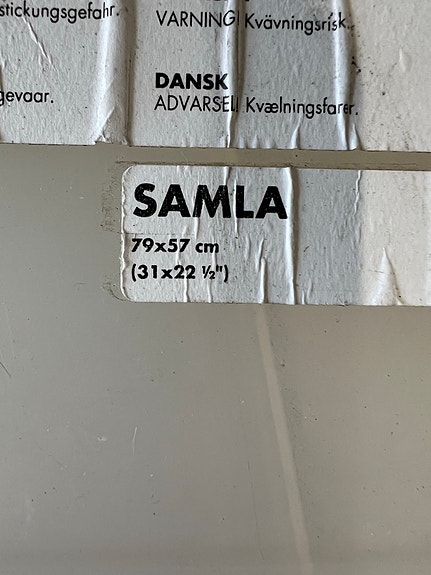 stickungsgefahr.
gevaar.
VARNING! Kvävningsrisk.
DANSK
ADVARSEL! Kvælningsfarer.
SAMLA
79x57 cm
(31x22 ½")